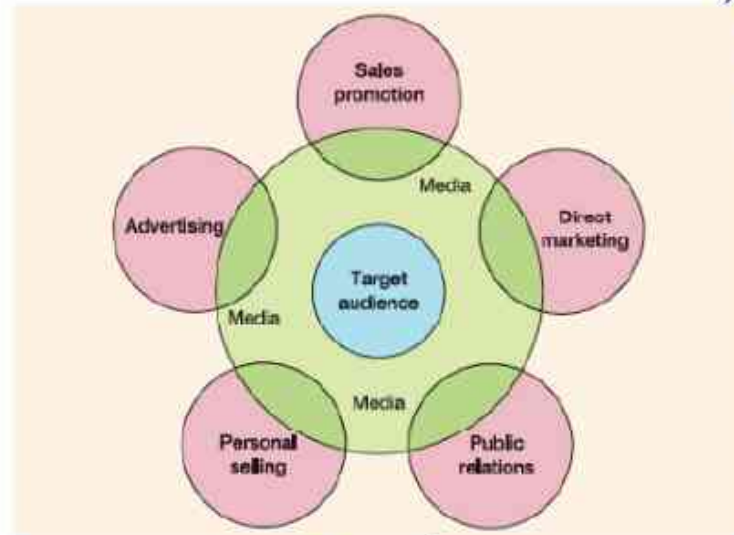 Sales
promotion
Media
Advertising
Direct
marketing
Target
audience
Media
Media
Personal
selling
Public
relations